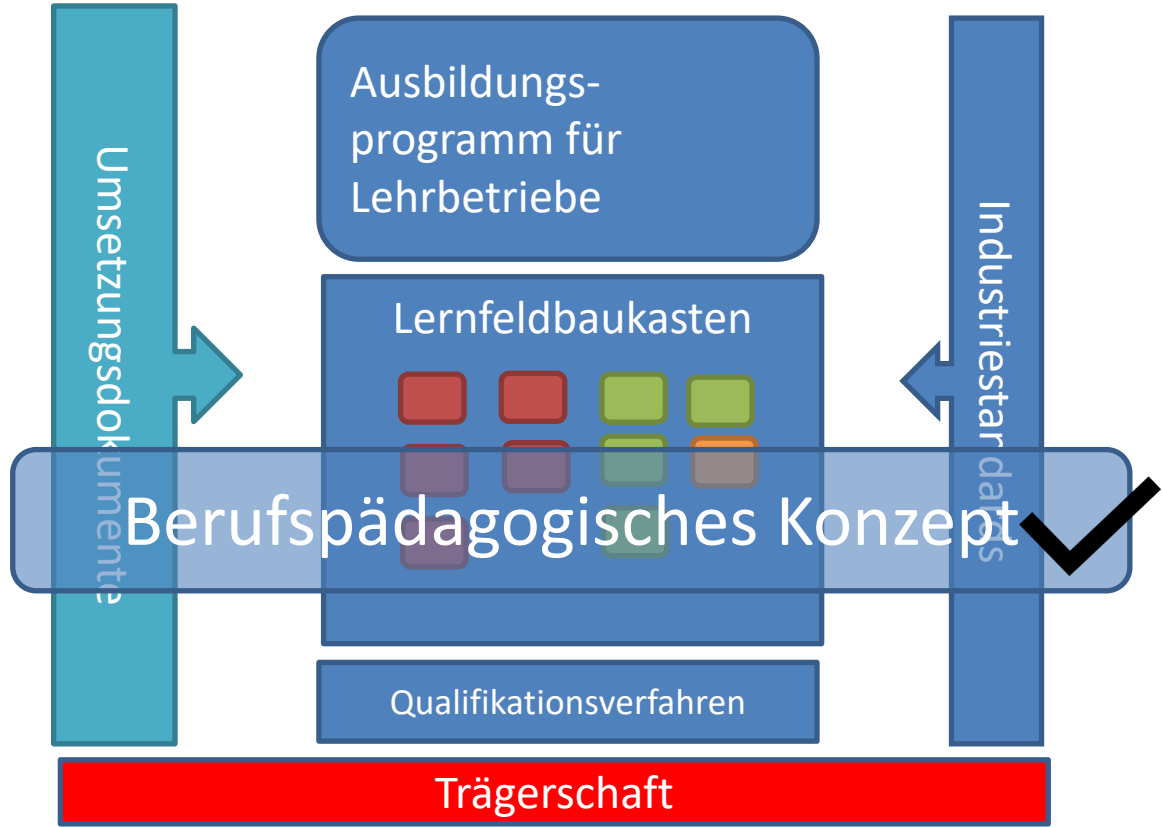 Ausbildungs-
programm für
Lehrbetriebe
Umsetzungsdokumente
Industriestandards
Lernfeldbaukasten
Berufspädagogisches Konzept
Qualifikationsverfahren
Trägerschaft